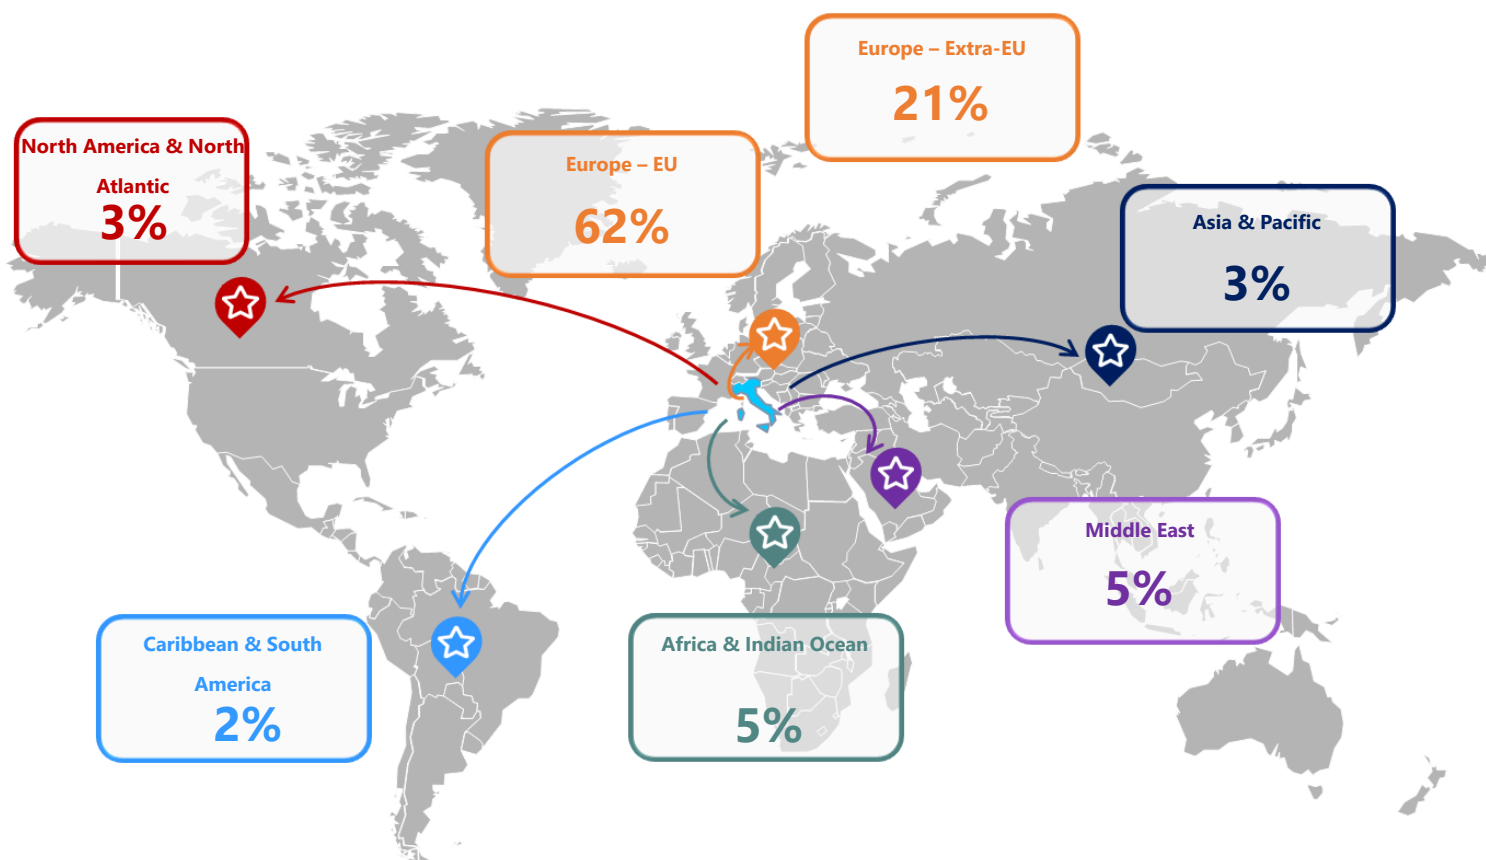 Europe – Extra-EU
21%
North America & North
Atlantic
3%
Europe – EU
62%
Asia & Pacific
3%
Middle East
5%
Caribbean & South
America
2%
Africa & Indian Ocean
5%